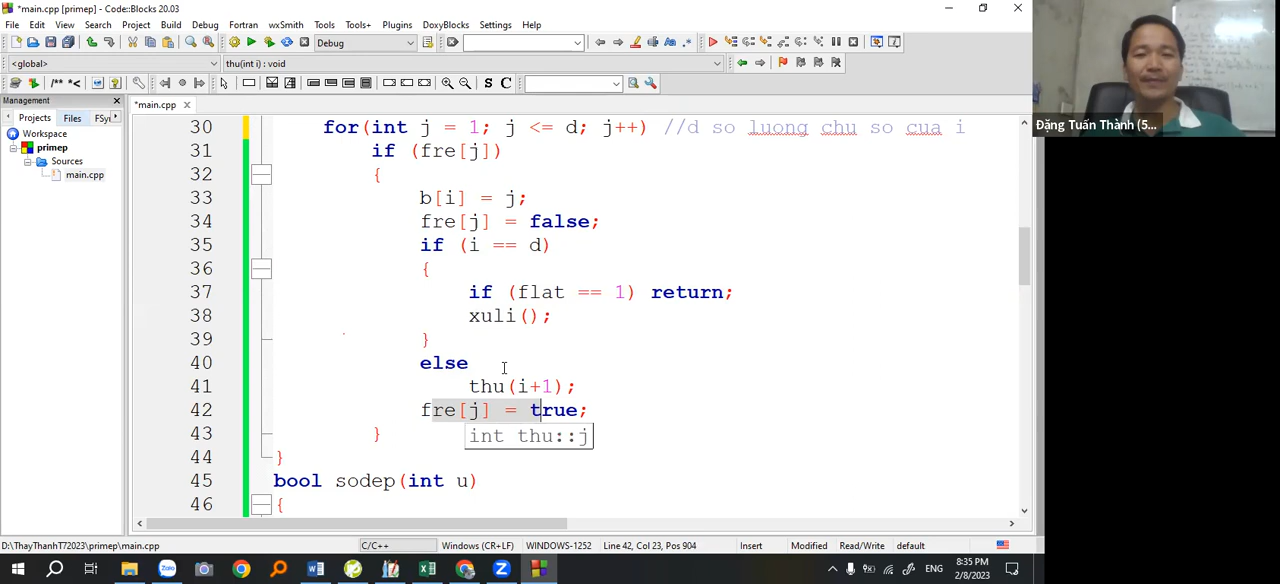 *main.cpp [primep] - Code::Blocks 20.03
File Edit View Search Project Build Debug Fortran wxSmith Tools Tools+ Plugins DoxyBlocks Settings Help
Debug
<global>
thu(int i) : void
/** *<
S C
Management
Projects Files FSy
*main.cpp
Workspace
primep
Sources
main.cpp
30 for(int j = 1; j <= d; j++) //d so luong chu so cua i
31 if (fre[j])
32 {
33 b[i] = j;
34 fre[j] = false;
35 if (i == d)
36 {
37 if (flat == 1) return;
38 xuli();
39 }
40 else
41 thu(i+1);
42 fre[j] = true;
int thu::j
43 }
44 }
45 bool sodep(int u)
46 {
Đặng Tuấn Thành (5...
D:\ThayThanhT72023\primep\main.cpp C/C++ Windows (CR+LF) WINDOWS-1252 Line 42, Col 23, Pos 904 Insert Modified Read/Write default
Zalo
ENG
8:35 PM
2/8/2023